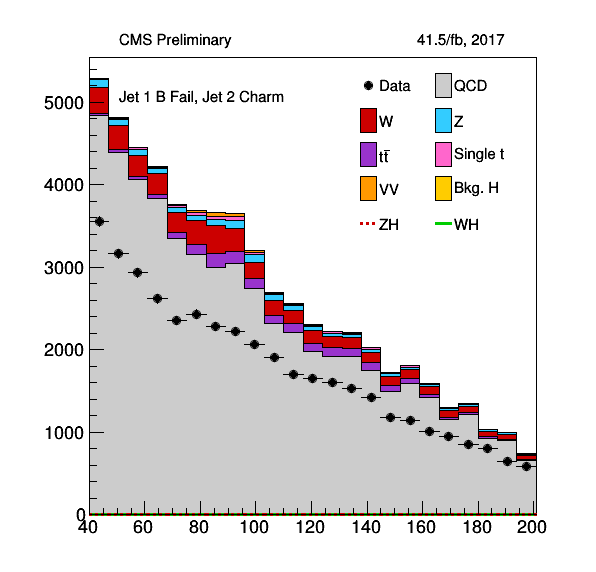 CMS Preliminary 41.5/fb, 2017
Jet 1 B Fail, Jet 2 Charm
Data QCD
W Z
tt̅ Single t
VV Bkg. H
ZH WH
5000
4000
3000
2000
1000
0
40 60 80 100 120 140 160 180 200